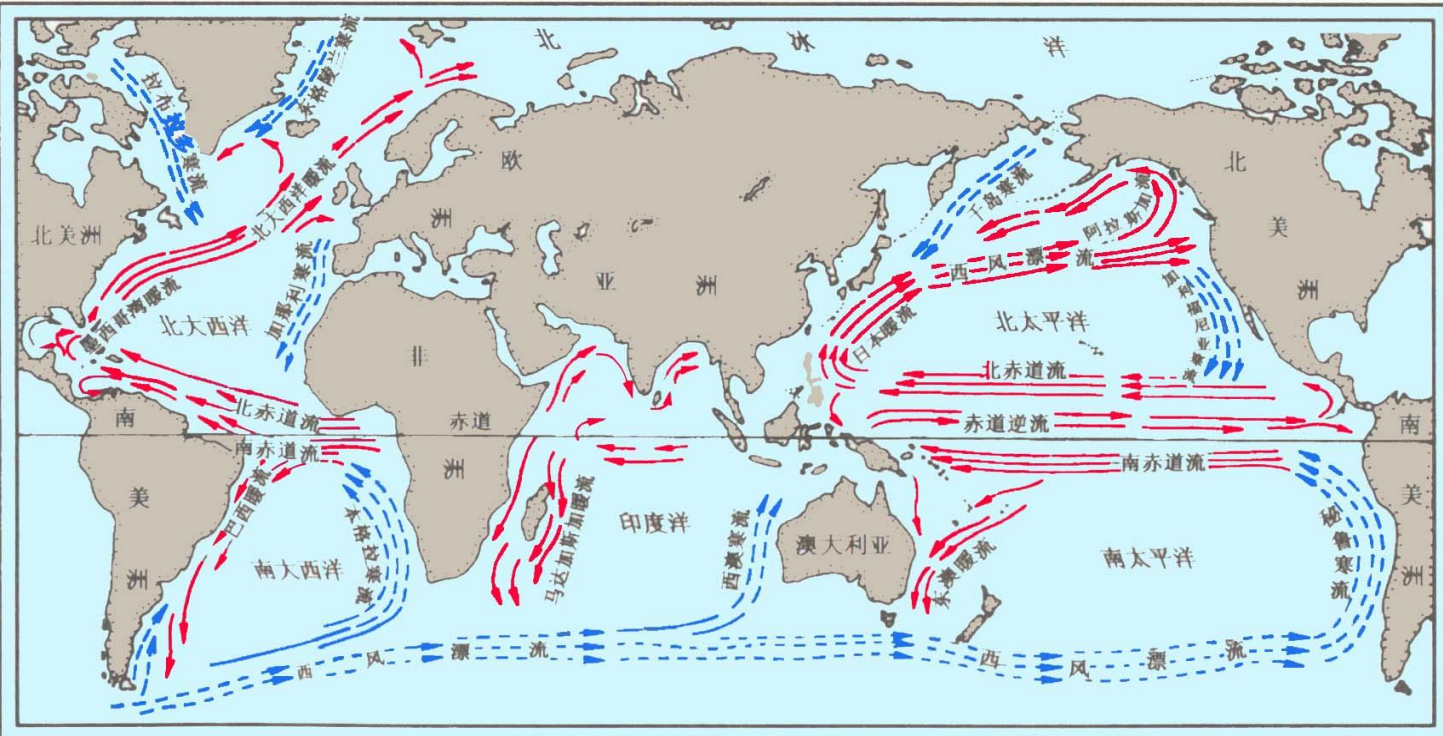 北冰洋
拉布拉多寒流
东格陵兰寒流
北大西洋暖流
欧洲
千岛寒流
阿拉斯加流
北美洲
北美洲
亚洲
西风漂流
加那利寒流
墨西哥湾暖流
北大西洋
日本暖流
北太平洋
加利福尼亚寒流
非洲
北赤道流
北赤道流
赤道
赤道逆流
南赤道流
南赤道流
南美洲
南美洲
巴西暖流
本格拉寒流
马达加斯加暖流
印度洋
西澳寒流
澳大利亚
东澳暖流
南太平洋
秘鲁寒流
南大西洋
西风漂流
西风漂流